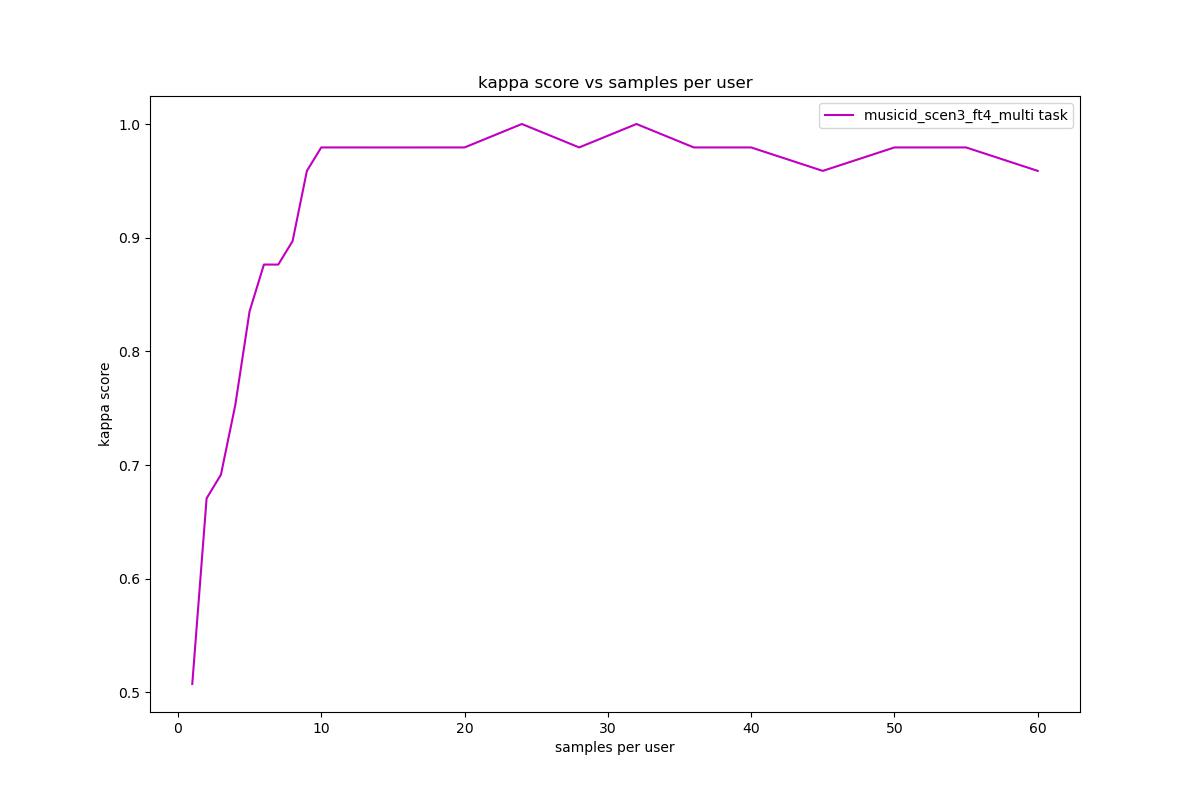 kappa score vs samples per user
musicid_scen3_ft4_multi task
1.0
0.9
0.8
0.7
0.6
0.5
kappa score
0 10 20 30 40 50 60
samples per user